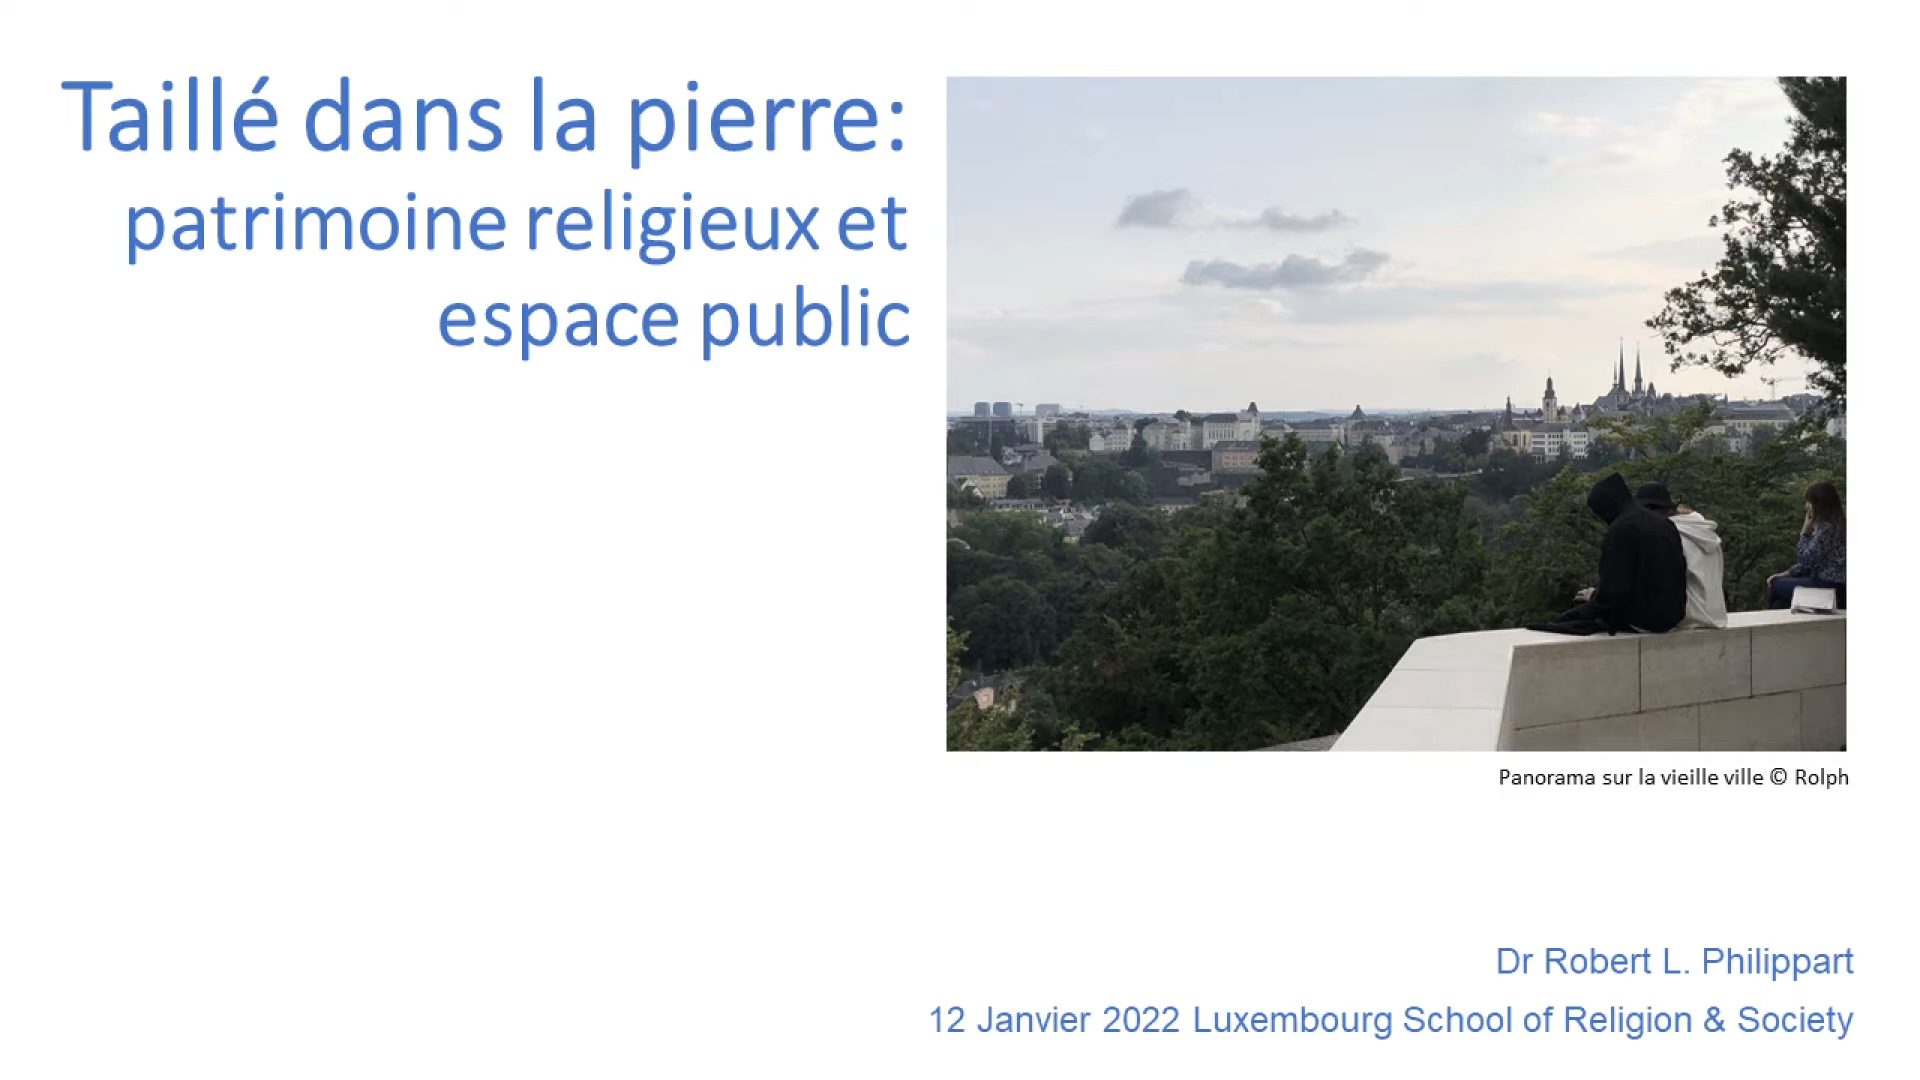 Taillé dans la pierre:
patrimoine religieux et
espace public
Panorama sur la vieille ville © Rolph
Dr Robert L. Philippart
12 Janvier 2022 Luxembourg School of Religion & Society